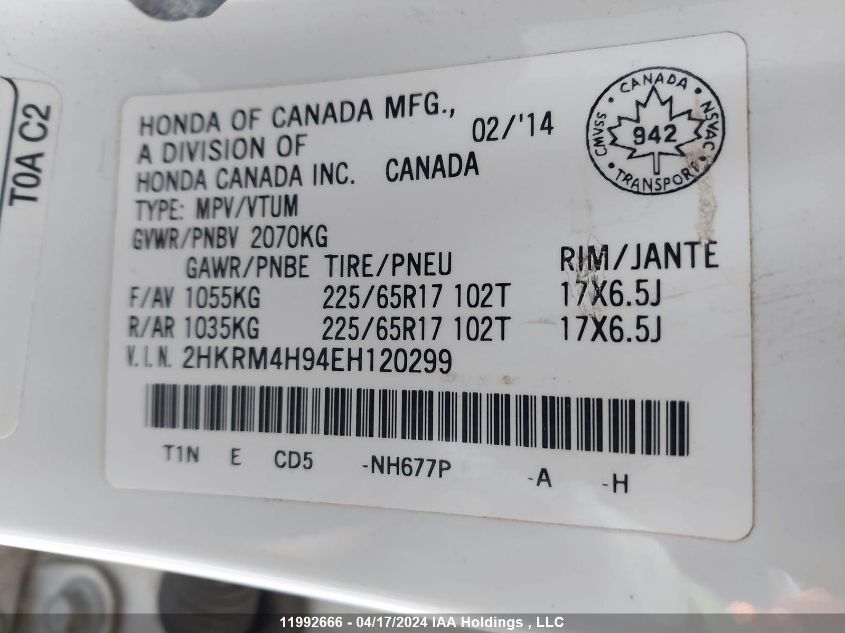 T0A C2
HONDA OF CANADA MFG.,
A DIVISION OF
HONDA CANADA INC. CANADA
02/'14
CANADA
CMVSS
942
NSVAC
TRANSPORT
TYPE: MPV/VTUM
GVWR/PNBV 2070KG
GAWR/PNBE TIRE/PNEU RIM/JANTE
F/AV 1055KG 225/65R17 102T 17X6.5J
R/AR 1035KG 225/65R17 102T 17X6.5J
V.I.N. 2HKRM4H94EH120299
T1N E CD5 -NH677P -A -H
11992666 - 04/17/2024 IAA Holdings , LLC